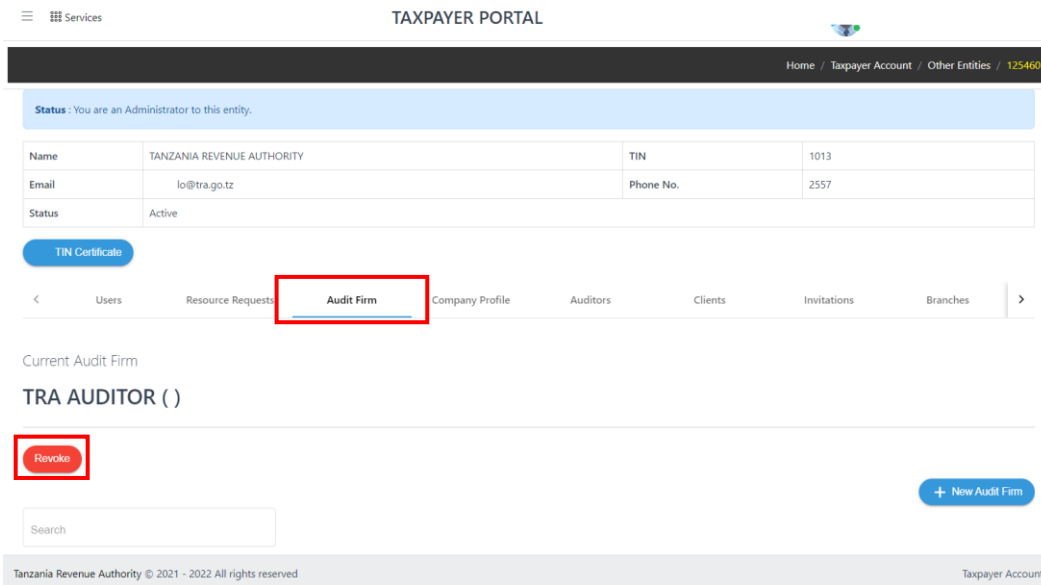 Services
TAXPAYER PORTAL
Home / Taxpayer Account / Other Entities / 125460
Status : You are an Administrator to this entity.
Name TANZANIA REVENUE AUTHORITY TIN 1013
Email lo@tra.go.tz Phone No. 2557
Status Active
TIN Certificate
Users Resource Requests Audit Firm Company Profile Auditors Clients Invitations Branches
Current Audit Firm
TRA AUDITOR ( )
Revoke
+ New Audit Firm
Search
Tanzania Revenue Authority © 2021 - 2022 All rights reserved Taxpayer Account